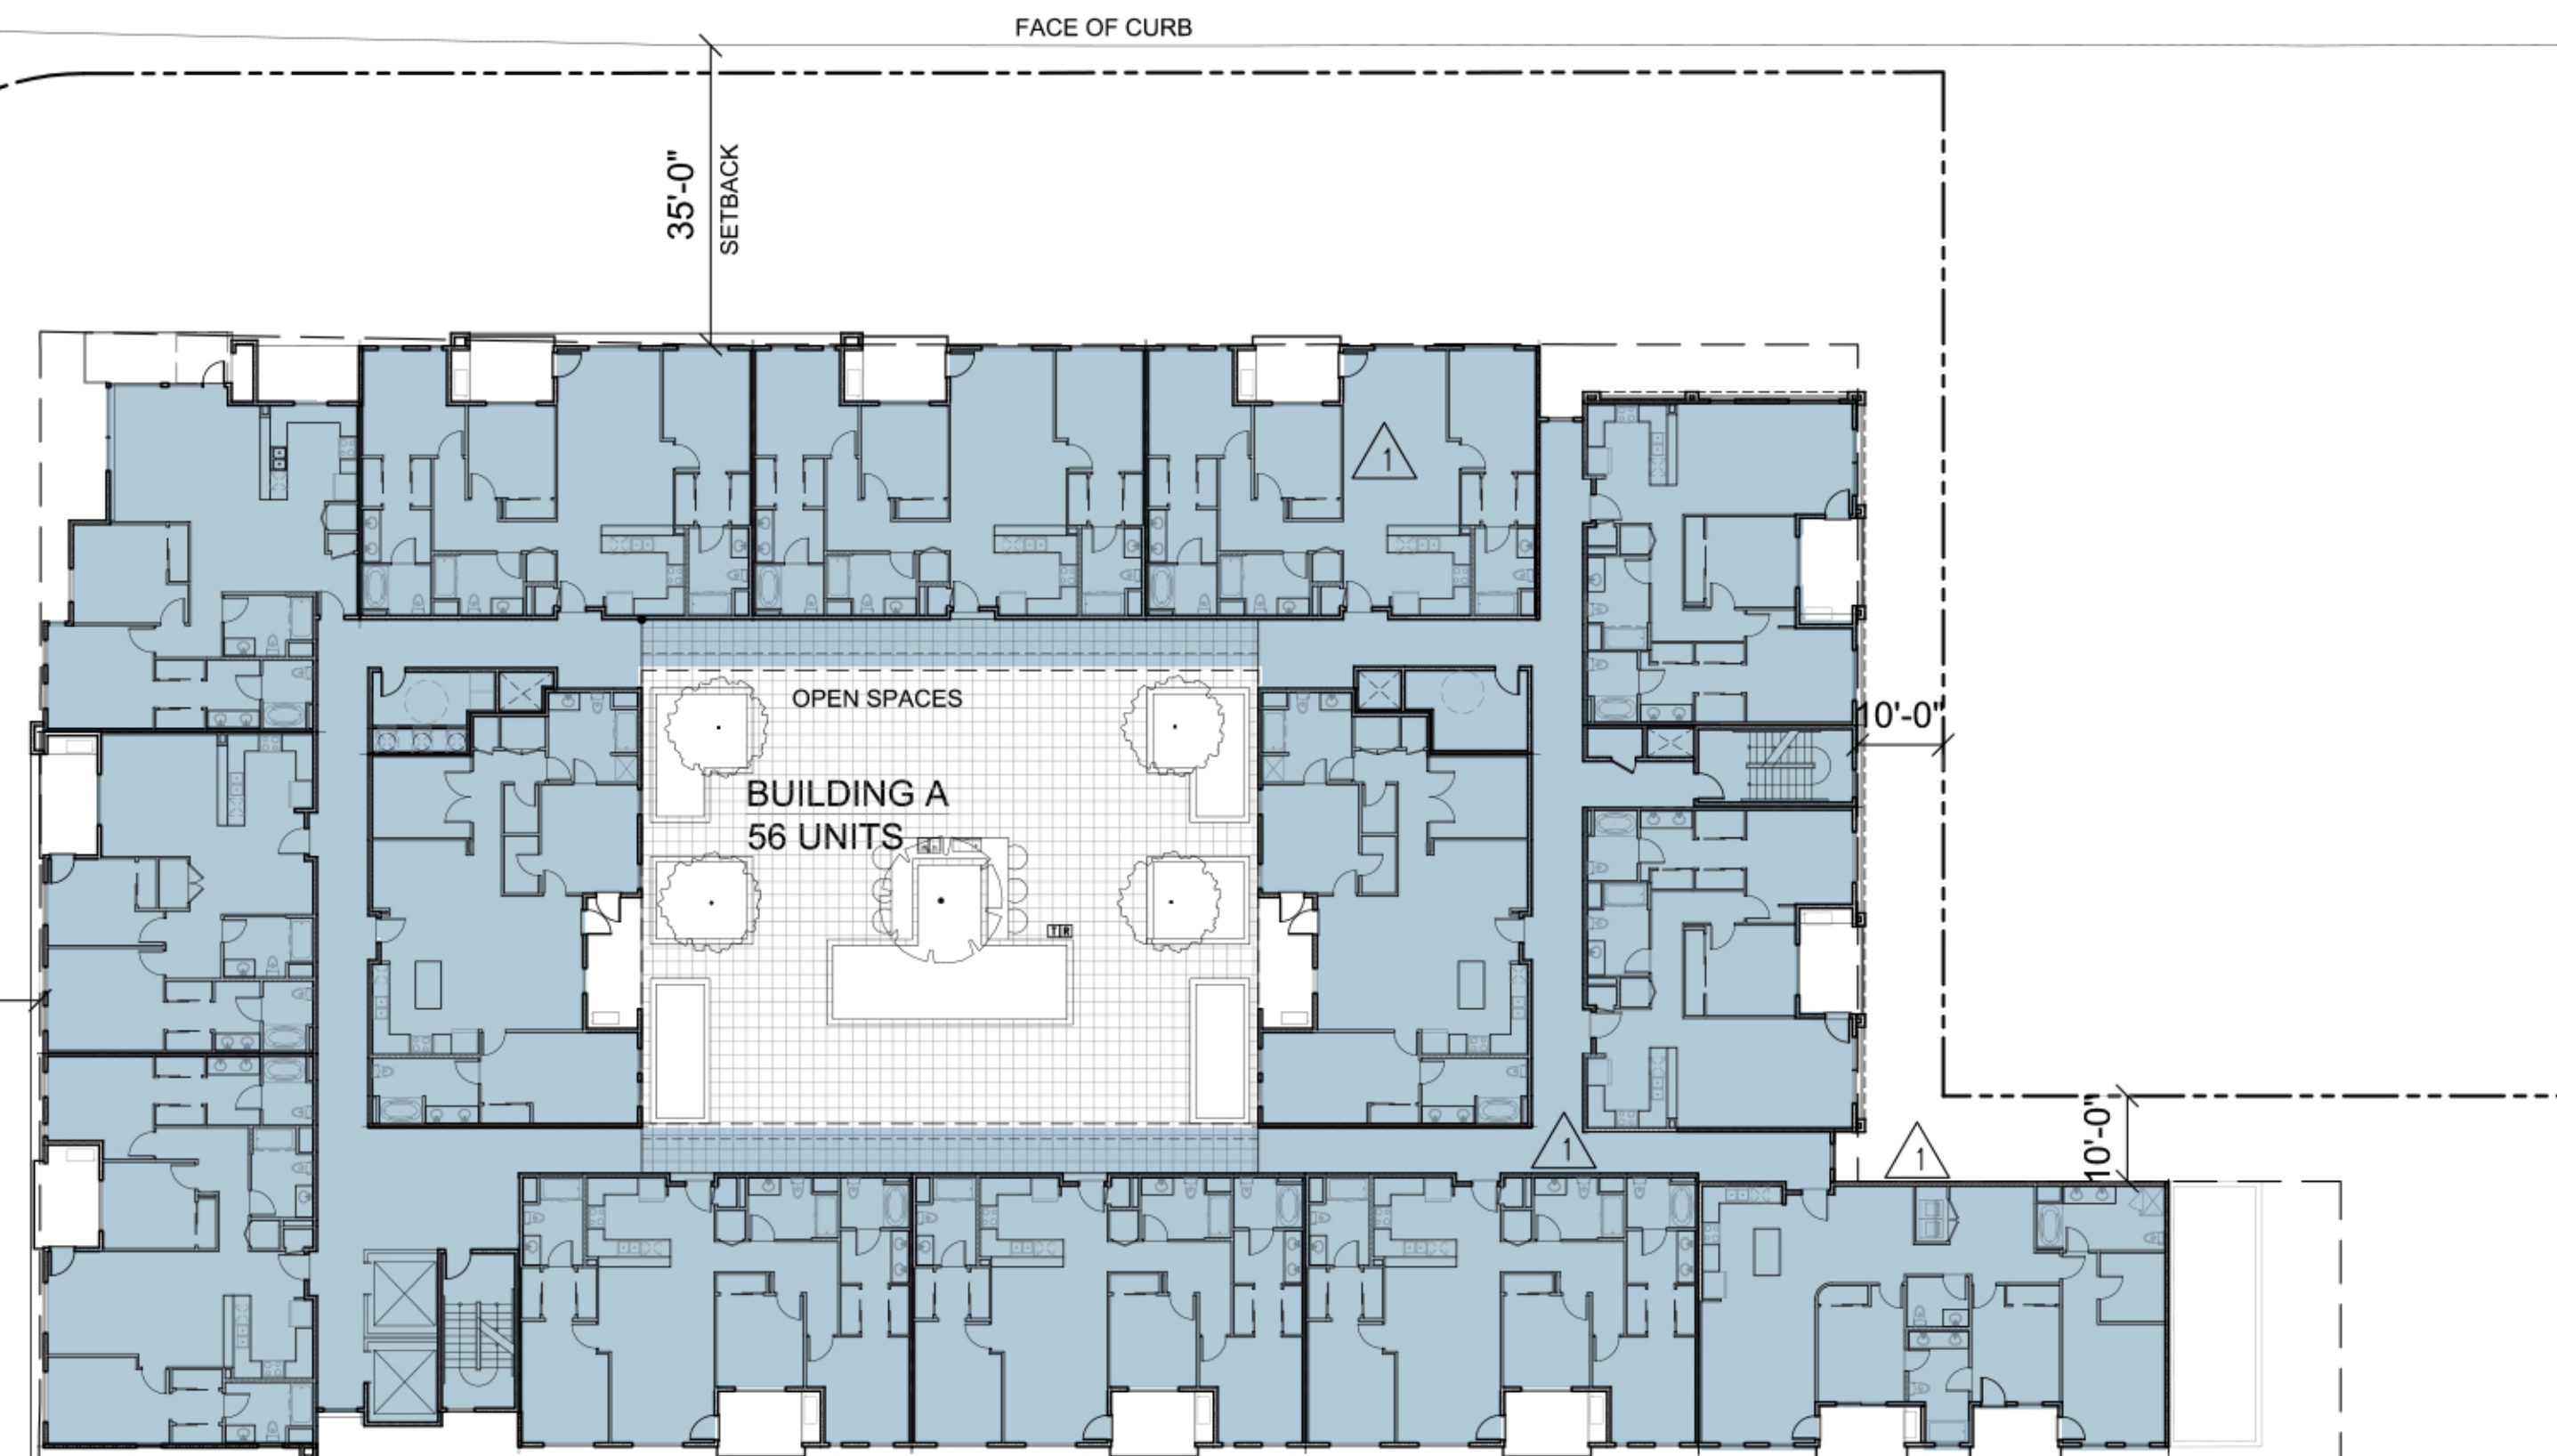 FACE OF CURB
35'-0"
SETBACK
1
OPEN SPACES
10'-0"
BUILDING A
56 UNITS
T R
1
1
10'-0"